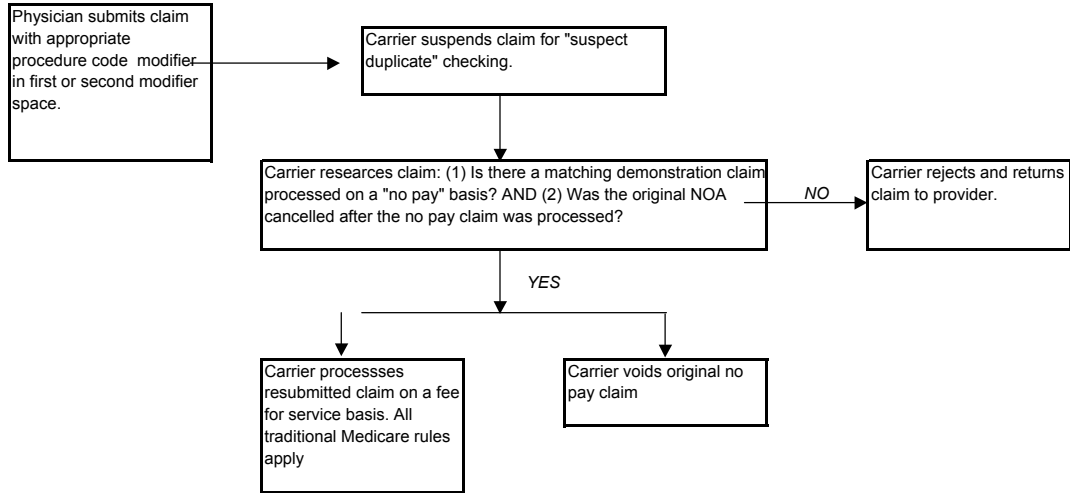 Physician submits claim
with appropriate
procedure code  modifier
in first or second modifier
space.
Carrier suspends claim for "suspect
duplicate" checking.
Carrier researces claim: (1) Is there a matching demonstration claim
processed on a "no pay" basis? AND (2) Was the original NOA
cancelled after the no pay claim was processed?
NO
Carrier rejects and returns
claim to provider.
YES
Carrier processses
resubmitted claim on a fee
for service basis. All
traditional Medicare rules
apply
Carrier voids original no
pay claim